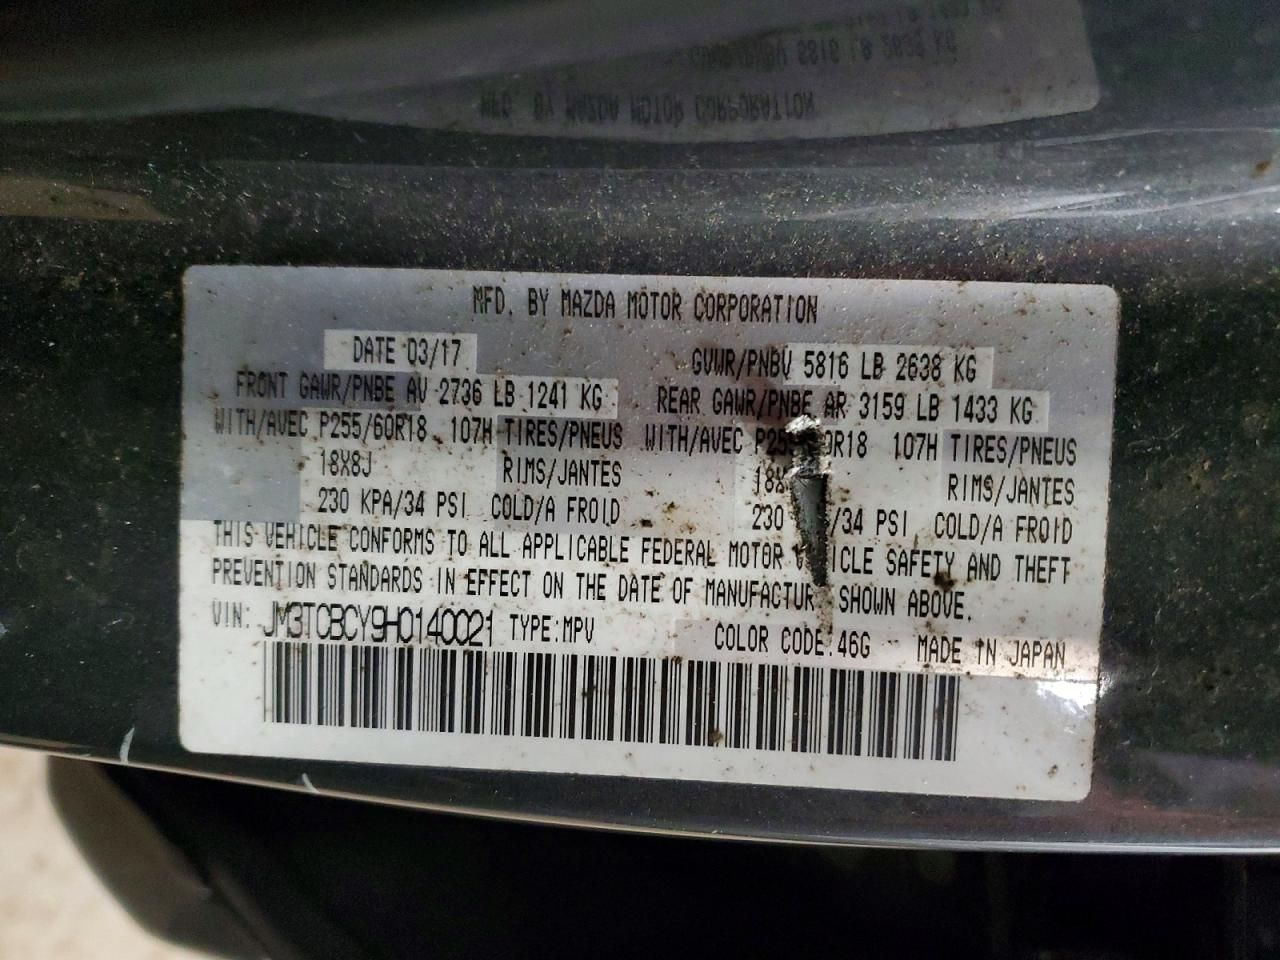 MFD. BY MAZDA MOTOR CORPORATION
DATE 03/17 GVWR/PNBV 5816 LB 2638 KG
FRONT GAWR/PNBE AV 2736 LB 1241 KG REAR GAWR/PNBE AR 3159 LB 1433 KG
WITH/AVEC P255/60R18 107H TIRES/PNEUS WITH/AVEC 107H TIRES/PNEUS
18X8J RIMS/JANTES RIMS/JANTES
230 KPA/34 PSI COLD/A FROID 230 /34 PSI COLD/A FROID
THIS VEHICLE CONFORMS TO ALL APPLICABLE FEDERAL MOTOR SAFETY AND THEFT
PREVENTION STANDARDS IN EFFECT ON THE DATE OF SHOWN ABOVE.
VIN: JM3TCBCY9H0140021 TYPE:MPV COLOR CODE:46G MADE IN JAPAN